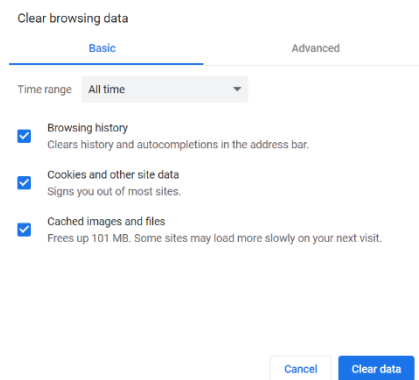 Clear browsing data
Basic Advanced
Time range All time
Browsing history
Clears history and autocompletions in the address bar.
Cookies and other site data
Signs you out of most sites.
Cached images and files
Frees up 101 MB. Some sites may load more slowly on your next visit.
Cancel Clear data